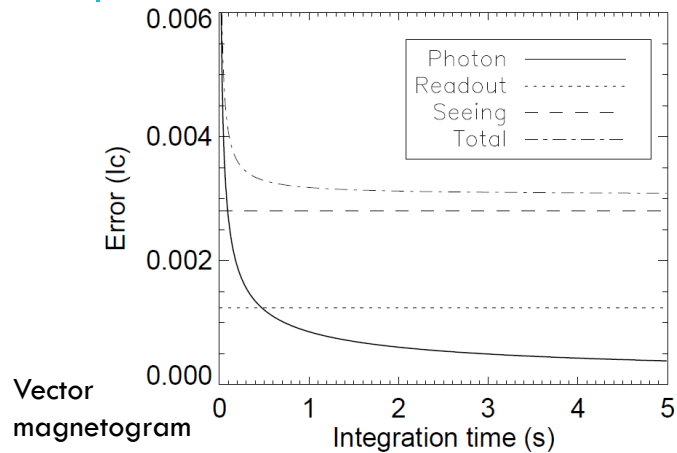 0.006
0.004
0.002
0.000
Error (Ic)
Photon
Readout
Seeing
Total
0 1 2 3 4 5
Integration time (s)
Vector
magnetogram